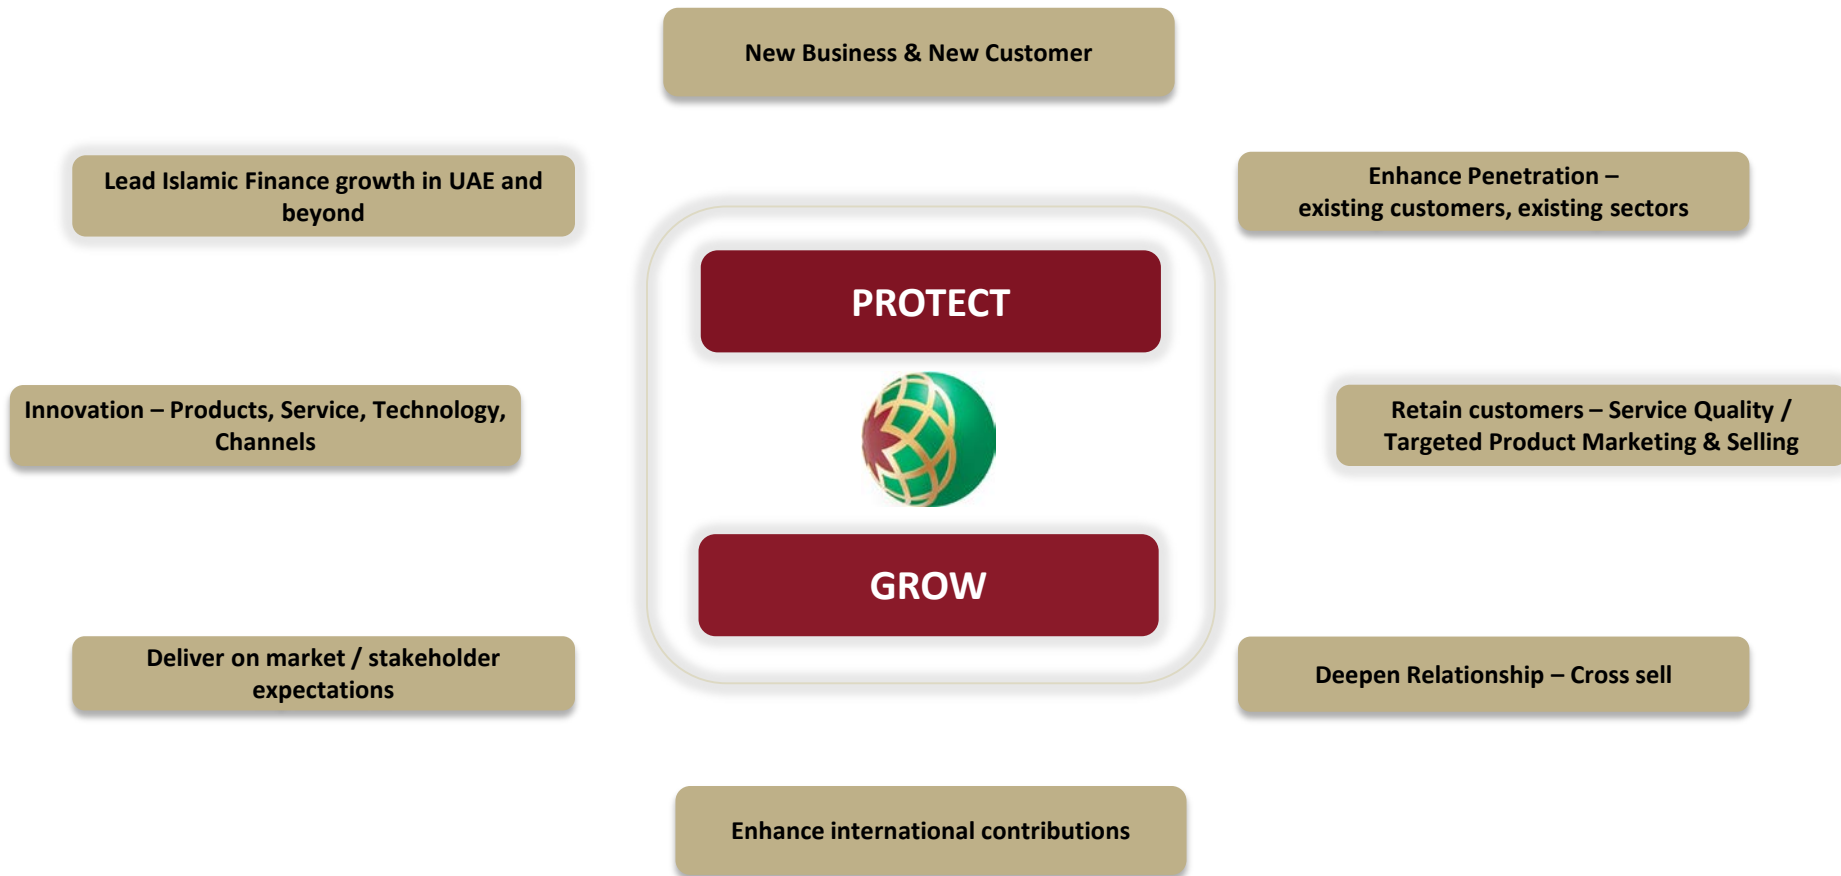 New Business & New Customer
Lead Islamic Finance growth in UAE and
beyond
Enhance Penetration –
existing customers, existing sectors
PROTECT
Innovation – Products, Service, Technology,
Channels
Retain customers – Service Quality /
Targeted Product Marketing & Selling
GROW
Deliver on market / stakeholder
expectations
Deepen Relationship – Cross sell
Enhance international contributions